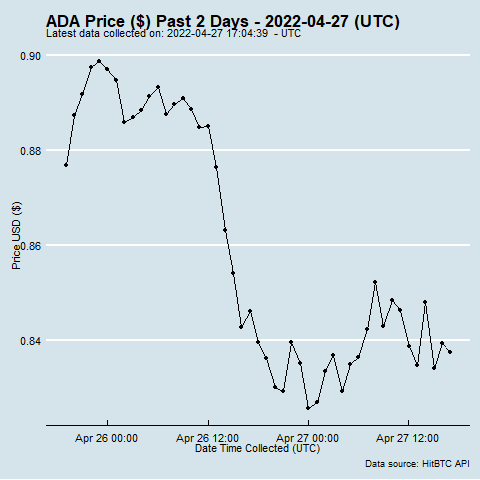 ADA Price ($) Past 2 Days - 2022-04-27 (UTC)
Latest data collected on: 2022-04-27 17:04:39 - UTC
0.90
0.88
0.86
0.84
Price USD ($)
Apr 26 00:00 Apr 26 12:00 Apr 27 00:00 Apr 27 12:00
Date Time Collected (UTC)
Data source: HitBTC API